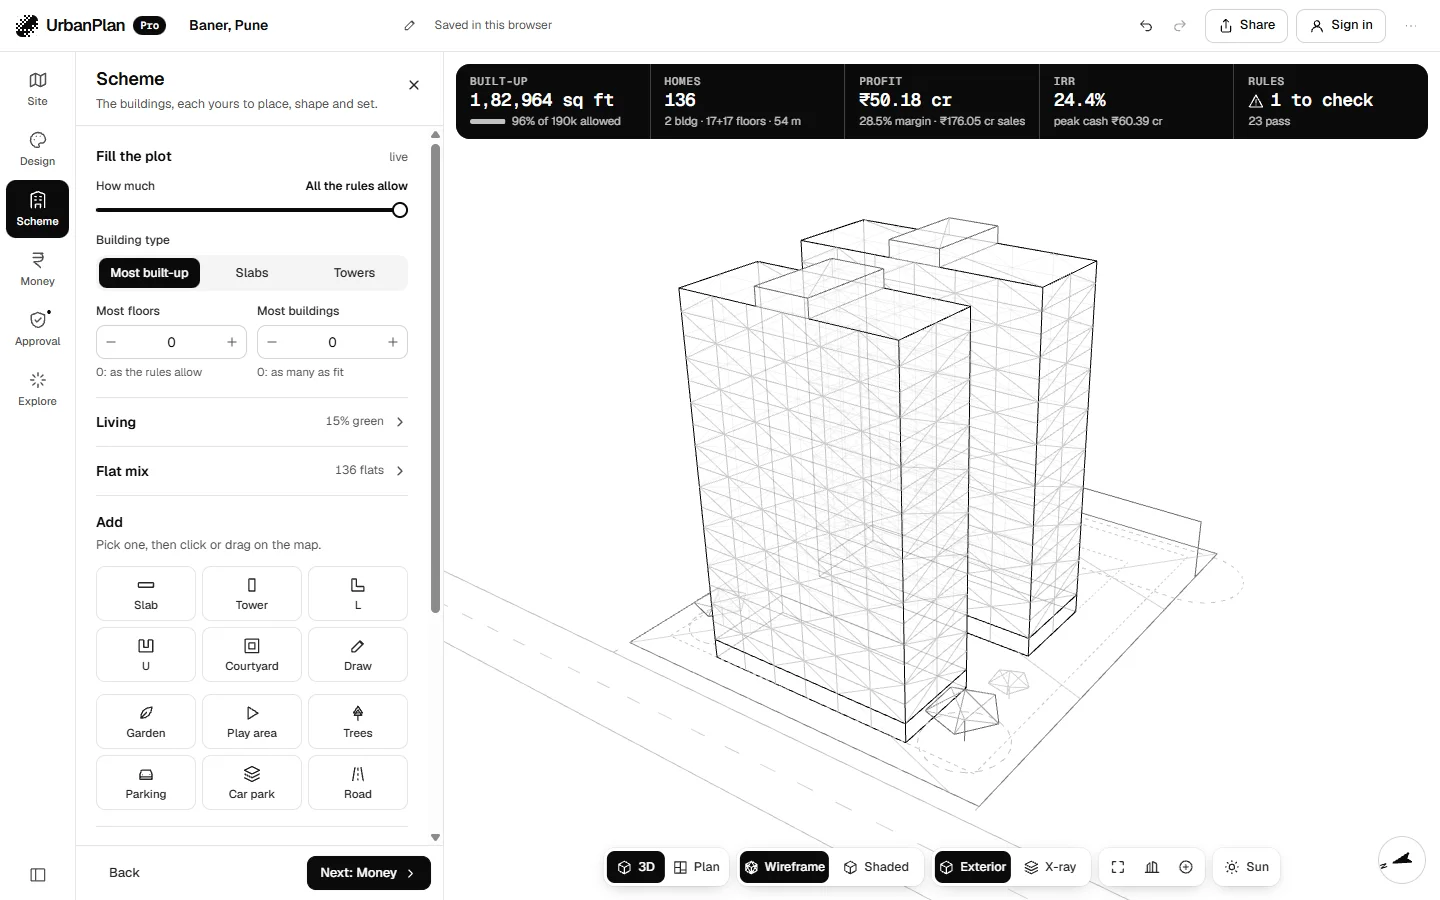 UrbanPlan Pro
Baner, Pune
Saved in this browser
Share
Sign in
Site
Design
Scheme
Money
Approval
Explore
Scheme
The buildings, each yours to place, shape and set.
Fill the plot
live
How much
All the rules allow
Building type
Most built-up
Slabs
Towers
Most floors
Most buildings
0
0
0: as the rules allow
0: as many as fit
Living
15% green
Flat mix
136 flats
Add
Pick one, then click or drag on the map.
Slab
Tower
L
U
Courtyard
Draw
Garden
Play area
Trees
Parking
Car park
Road
Back
Next: Money
BUILT-UP
1,82,964 sq ft
96% of 190k allowed
HOMES
136
2 bldg · 17+17 floors · 54 m
PROFIT
₹50.18 cr
28.5% margin · ₹176.05 cr sales
IRR
24.4%
peak cash ₹60.39 cr
RULES
1 to check
23 pass
3D
Plan
Wireframe
Shaded
Exterior
X-ray
Sun